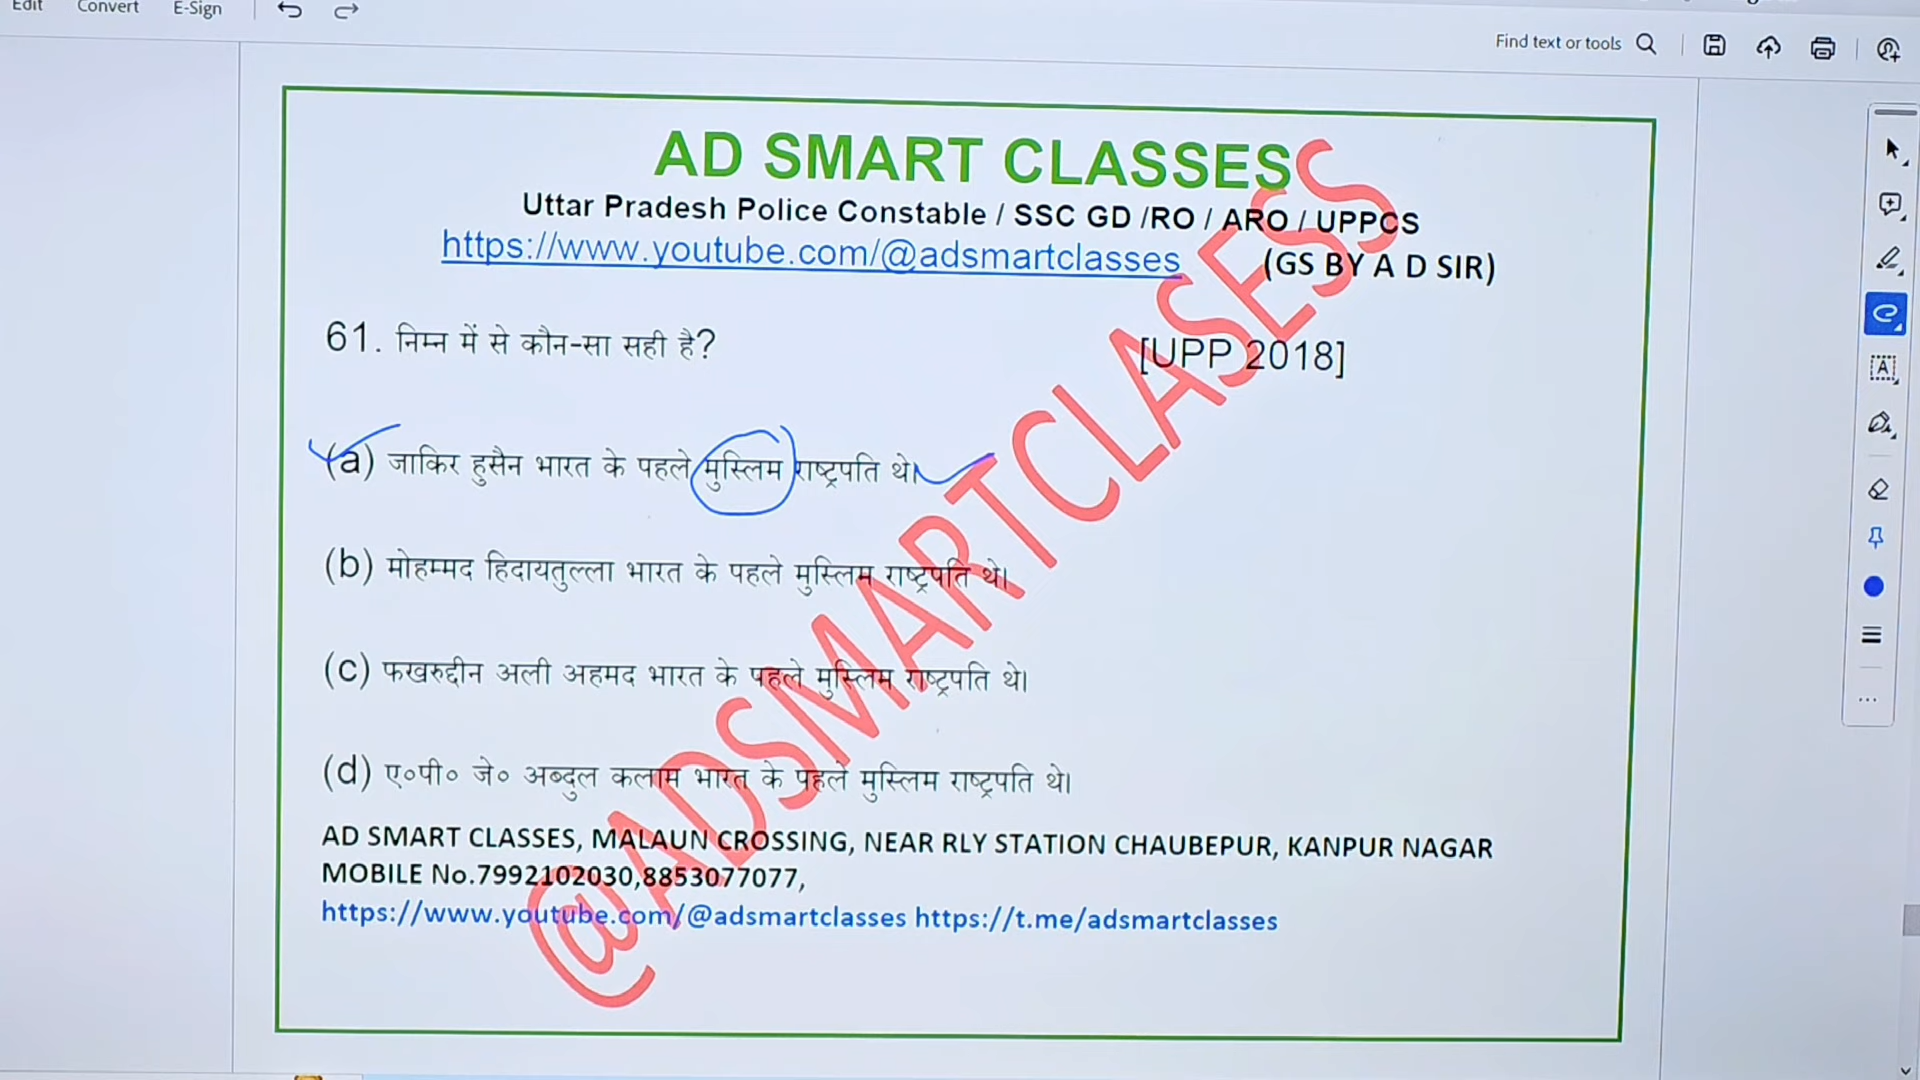 Edit Convert E-Sign
Find text or tools
AD SMART CLASSES
Uttar Pradesh Police Constable / SSC GD /RO / ARO / UPPCS
https://www.youtube.com/@adsmartclasses (GS BY A D SIR)
61. निम्न में से कौन-सा सही है? [UPP 2018]
(a) जाकिर हुसैन भारत के पहले मुस्लिम राष्ट्रपति थे।
(b) मोहम्मद हिदायतुल्ला भारत के पहले मुस्लिम राष्ट्रपति थे।
(c) फखरुद्दीन अली अहमद भारत के पहले मुस्लिम राष्ट्रपति थे।
(d) ए०पी० जे० अब्दुल कलाम भारत के पहले मुस्लिम राष्ट्रपति थे।
AD SMART CLASSES, MALAUN CROSSING, NEAR RLY STATION CHAUBEPUR, KANPUR NAGAR
MOBILE No.7992102030,8853077077,
https://www.youtube.com/@adsmartclasses https://t.me/adsmartclasses
@ADSMARTCLASESS